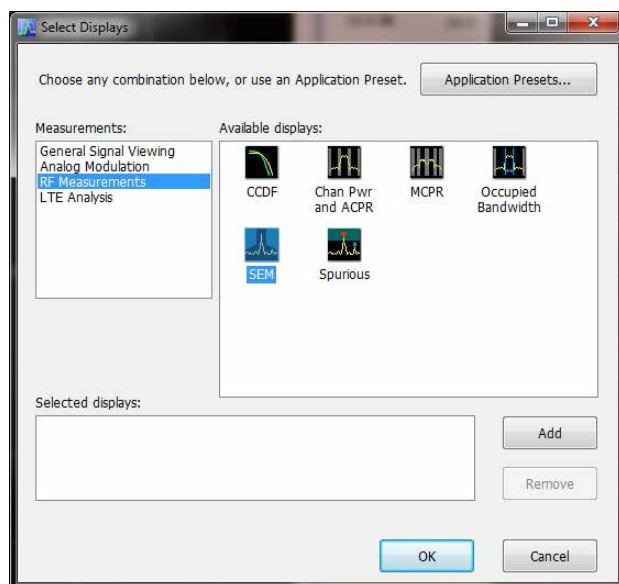 Select Displays
Choose any combination below, or use an Application Preset.
Application Presets...
Measurements:
Available displays:
General Signal Viewing
Analog Modulation
RF Measurements
LTE Analysis
CCDF
Chan Pwr
and ACPR
MCPR
Occupied
Bandwidth
SEM
Spurious
Selected displays:
Add
Remove
OK
Cancel